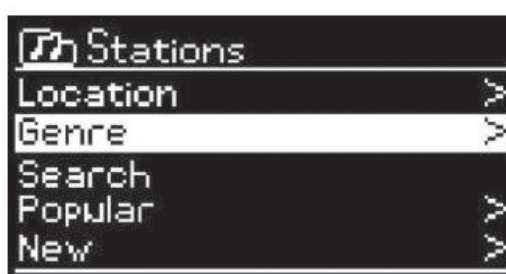 Stations
Location >
Genre >
Search
Popular >
New >